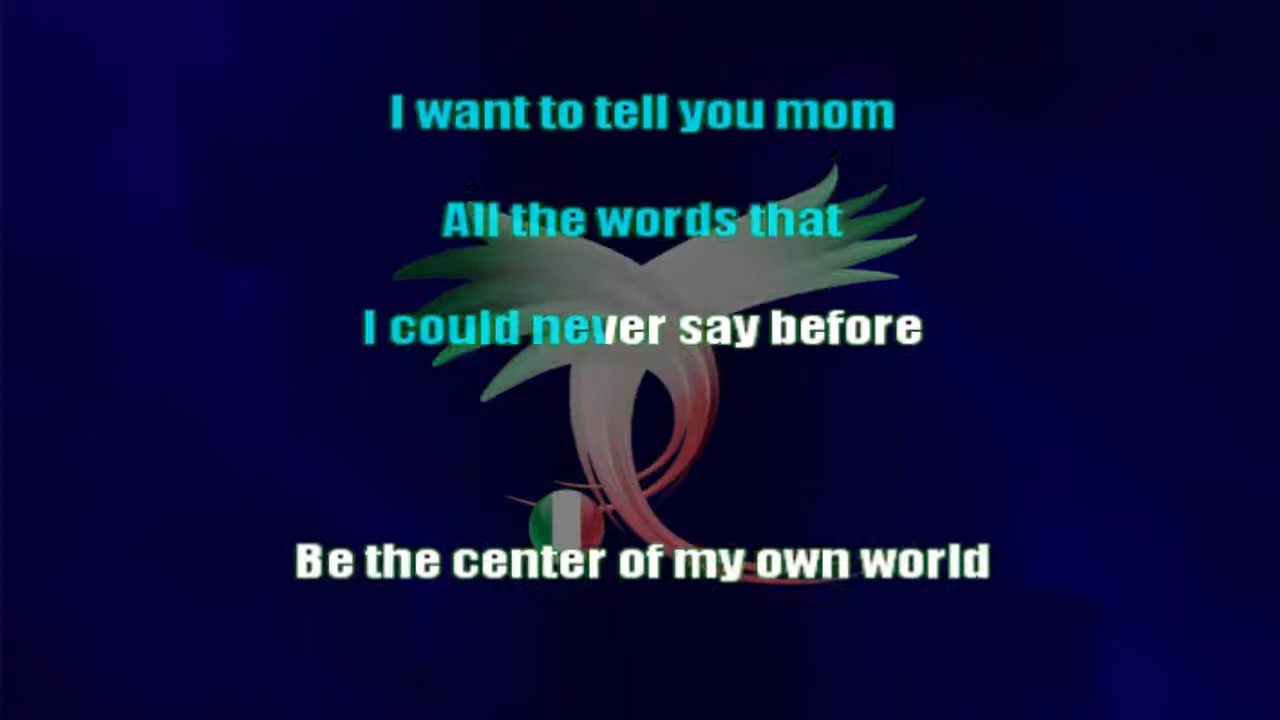 I want to tell you mom
All the words that
I could never say before
Be the center of my own world